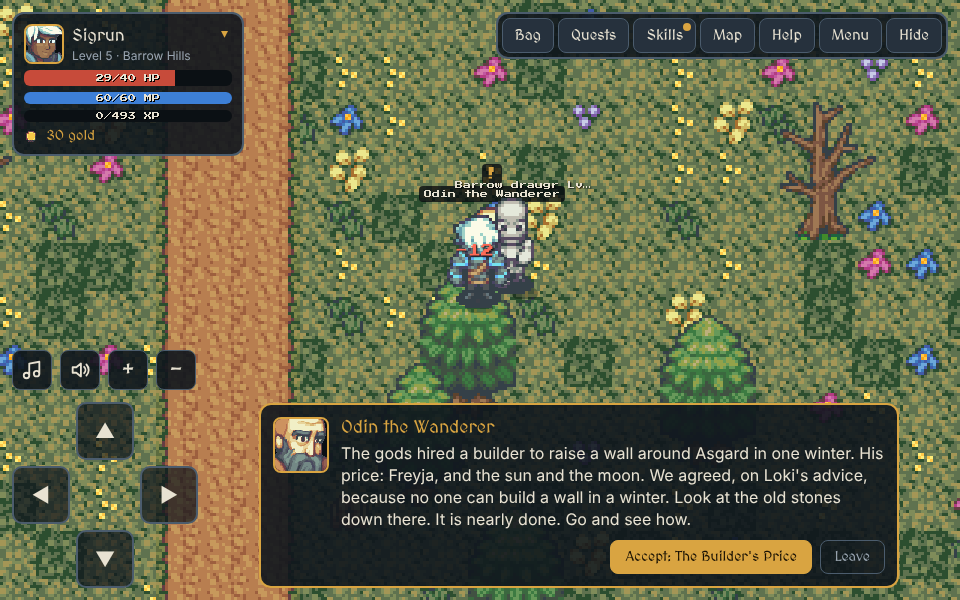 Sigrun
Level 5 · Barrow Hills
29/40 HP
60/60 MP
0/493 XP
30 gold
Bag Quests Skills Map Help Menu Hide
!
Barrow draugr Lv…
Odin the Wanderer
12
Odin the Wanderer
The gods hired a builder to raise a wall around Asgard in one winter. His
price: Freyja, and the sun and the moon. We agreed, on Loki's advice,
because no one can build a wall in a winter. Look at the old stones
down there. It is nearly done. Go and see how.
Accept: The Builder's Price Leave